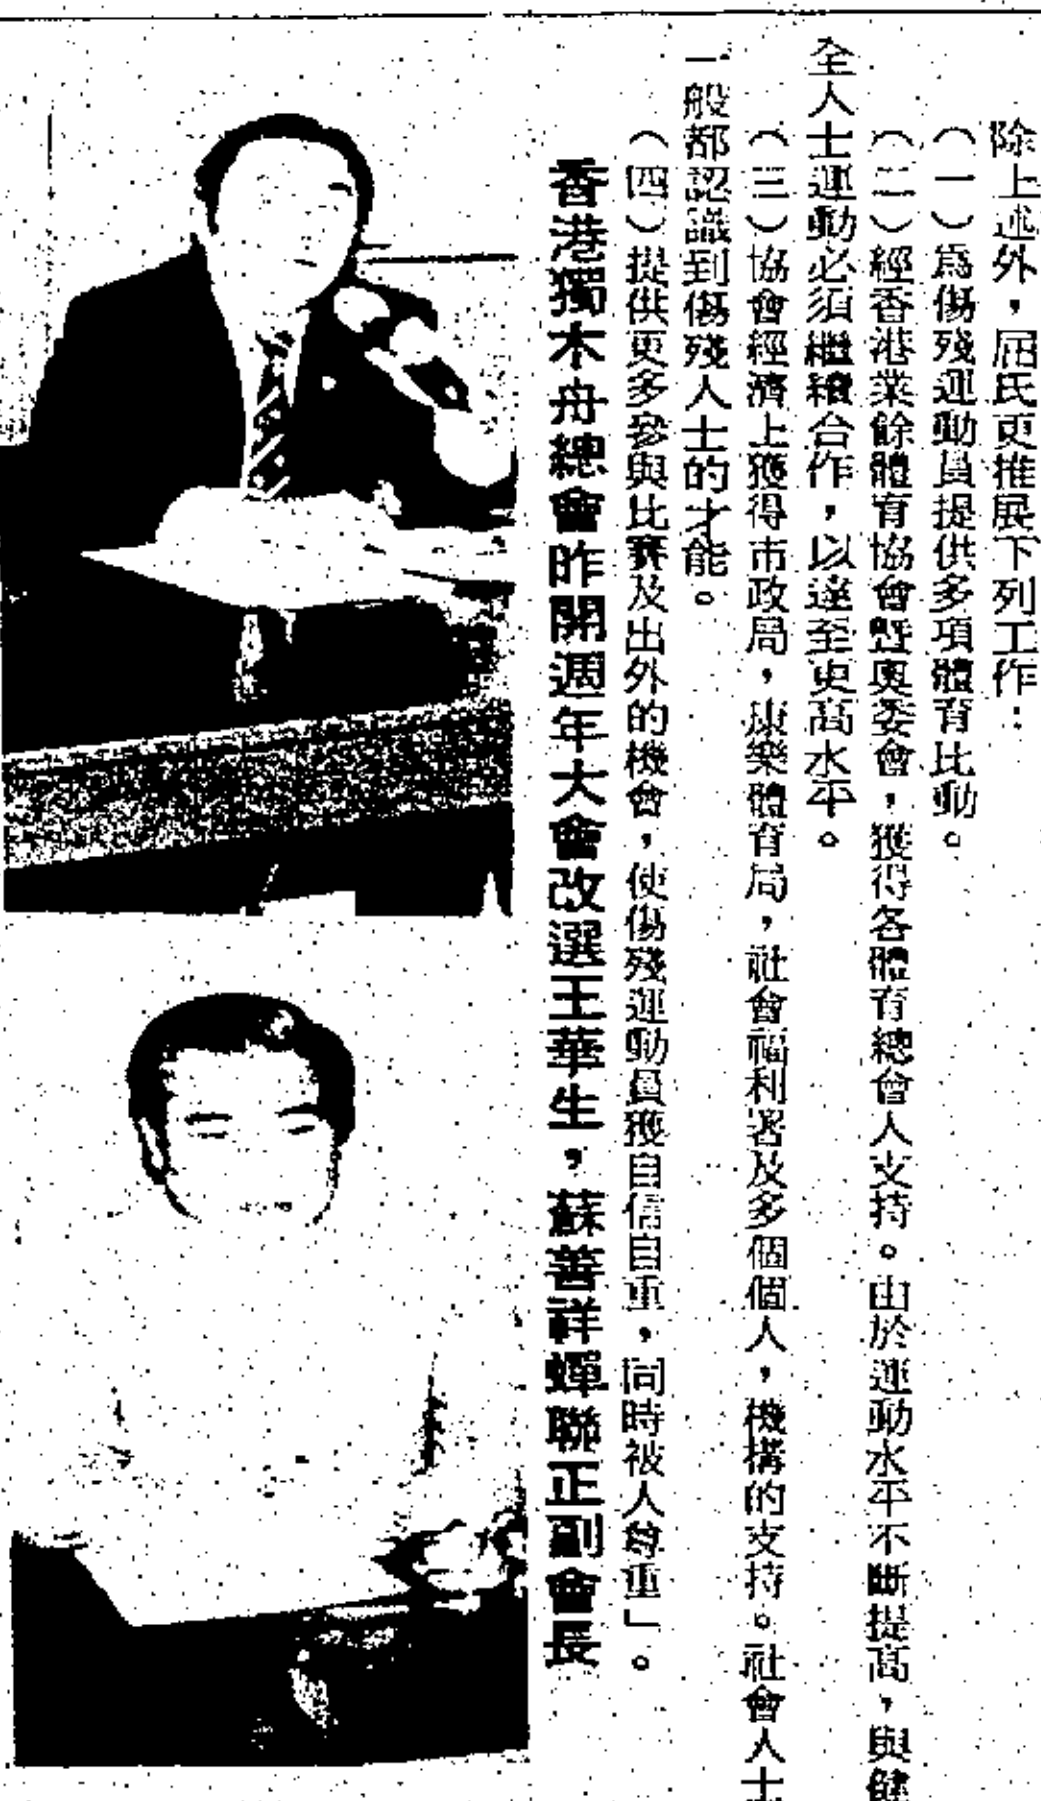 除上述外，屈氏更推展下列工作：
（一）爲傷殘運動員提供多項體育比動。
（二）經香港業餘體育協會曁奧委會，獲得各體育總會人支持。由於運動水平不斷提高，與健
全人士運動必須繼續合作，以達至更高水平。
（三）協會經濟上獲得市政局，康樂體育局，社會福利署及多個個人，機構的支持。社會人士
一般都認識到傷殘人士的才能。
（四）提供更多參與比賽及出外的機會，使傷殘運動員獲自信自重，同時被人尊重」。
香港獨木舟總會昨開週年大會改選王華生，蘇善祥蟬聯正副會長